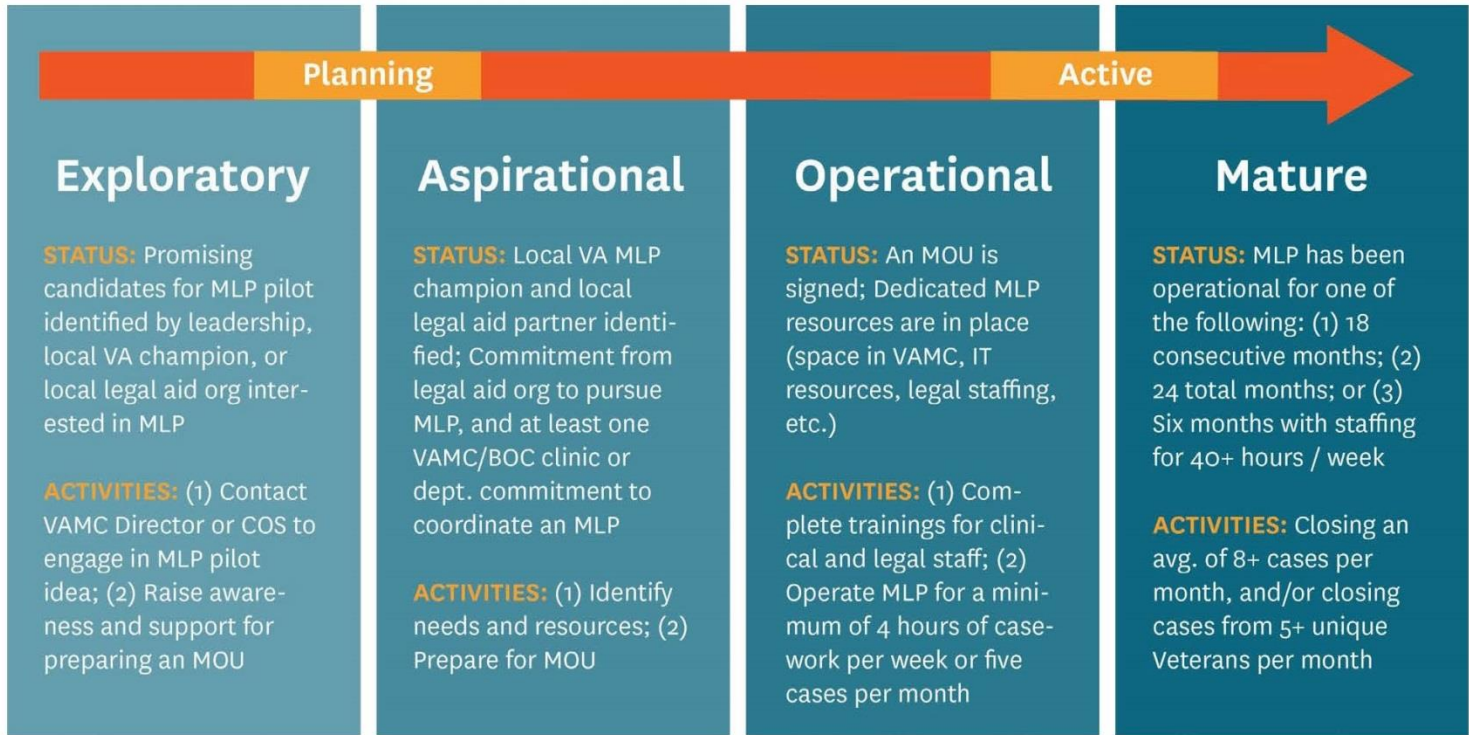 Planning
Active
Exploratory
STATUS: Promising
candidates for MLP pilot
identified by leadership,
local VA champion, or
local legal aid org inter-
ested in MLP
ACTIVITIES: (1) Contact
VAMC Director or COS to
engage in MLP pilot
idea; (2) Raise aware-
ness and support for
preparing an MOU
Aspirational
STATUS: Local VA MLP
champion and local
legal aid partner identi-
fied; Commitment from
legal aid org to pursue
MLP, and at least one
VAMC/BOC clinic or
dept. commitment to
coordinate an MLP
ACTIVITIES: (1) Identify
needs and resources; (2)
Prepare for MOU
Operational
STATUS: An MOU is
signed; Dedicated MLP
resources are in place
(space in VAMC, IT
resources, legal staffing,
etc.)
ACTIVITIES: (1) Com-
plete trainings for clini-
cal and legal staff; (2)
Operate MLP for a mini-
mum of 4 hours of case-
work per week or five
cases per month
Mature
STATUS: MLP has been
operational for one of
the following: (1) 18
consecutive months; (2)
24 total months; or (3)
Six months with staffing
for 40+ hours / week
ACTIVITIES: Closing an
avg. of 8+ cases per
month, and/or closing
cases from 5+ unique
Veterans per month